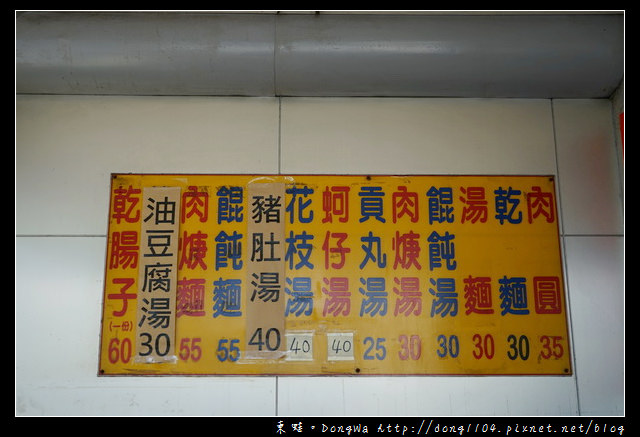 肉圓 35
乾麵 30
湯麵 30
餛飩湯 30
肉焿湯 30
貢丸湯 25
蚵仔湯 40
花枝湯 40
豬肚湯 40
餛飩麵 55
肉焿麵 55
油豆腐湯 30
乾腸子(一份) 60
東蛙。DongWa Http://dong1104.pixnet.net/blog